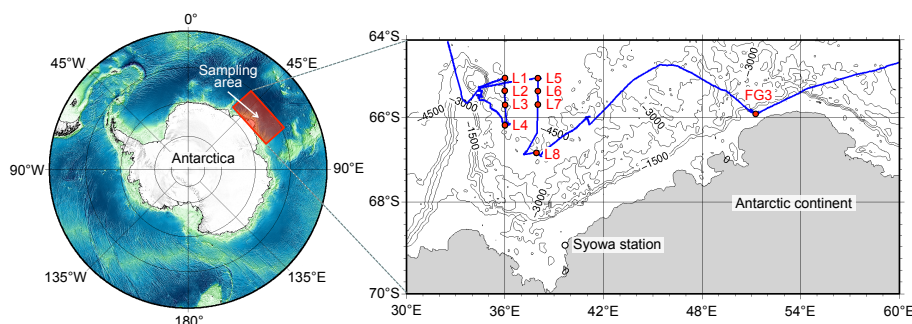 0°
45°W
45°E
Sampling
area
Antarctica
90°W
90°E
135°W
135°E
180°
64°S
66°S
68°S
70°S
30°E
36°E
42°E
48°E
54°E
60°E
L1
L5
L2
L6
L3
L7
L4
L8
FG3
−4500
−3000
−1500
−4500
−3000
−3000
−3000
−1500
−1500
0
0
Antarctic continent
Syowa station